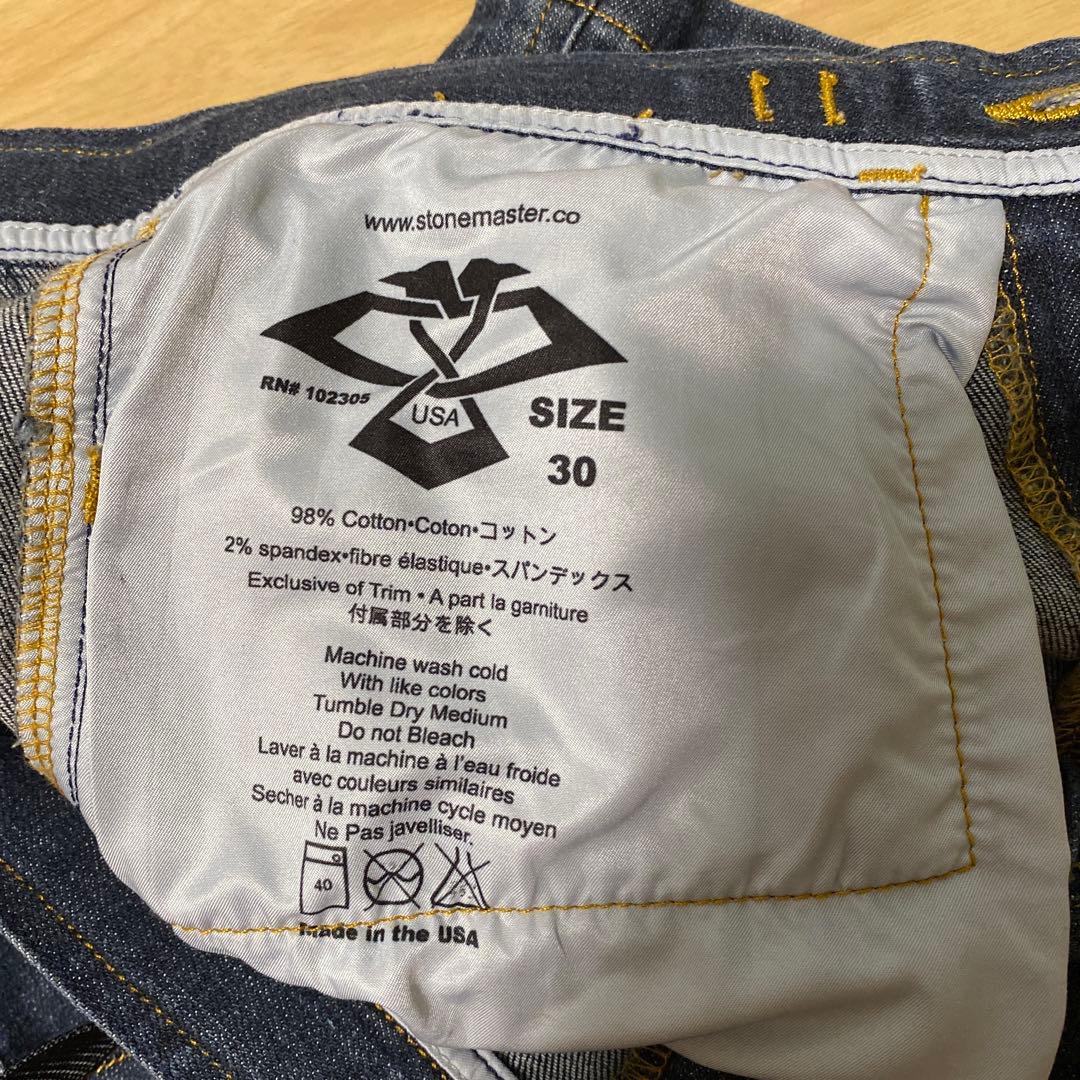 www.stonemaster.co
RN# 102305
USA
SIZE
30
98% Cotton•Coton•コットン
2% spandex•fibre élastique•スパンデックス
Exclusive of Trim • A part la garniture
付属部分を除く
Machine wash cold
With like colors
Tumble Dry Medium
Do not Bleach
Laver à la machine à l'eau froide
avec couleurs similaires
Secher à la machine cycle moyen
Ne Pas javelliser.
40
Made in the USA